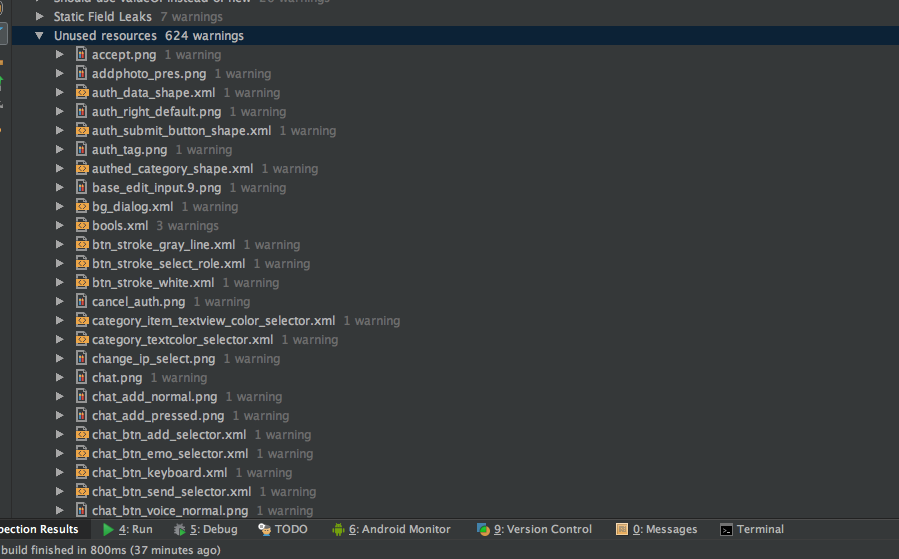 Should use valueOf instead of new 20 warnings
Static Field Leaks 7 warnings
Unused resources 624 warnings
accept.png 1 warning
addphoto_pres.png 1 warning
auth_data_shape.xml 1 warning
auth_right_default.png 1 warning
auth_submit_button_shape.xml 1 warning
auth_tag.png 1 warning
authed_category_shape.xml 1 warning
base_edit_input.9.png 1 warning
bg_dialog.xml 1 warning
bools.xml 3 warnings
btn_stroke_gray_line.xml 1 warning
btn_stroke_select_role.xml 1 warning
btn_stroke_white.xml 1 warning
cancel_auth.png 1 warning
category_item_textview_color_selector.xml 1 warning
category_textcolor_selector.xml 1 warning
change_ip_select.png 1 warning
chat.png 1 warning
chat_add_normal.png 1 warning
chat_add_pressed.png 1 warning
chat_btn_add_selector.xml 1 warning
chat_btn_emo_selector.xml 1 warning
chat_btn_keyboard.xml 1 warning
chat_btn_send_selector.xml 1 warning
chat_btn_voice_normal.png 1 warning
pection Results 4: Run 5: Debug TODO 6: Android Monitor 9: Version Control 0: Messages Terminal
build finished in 800ms (37 minutes ago)